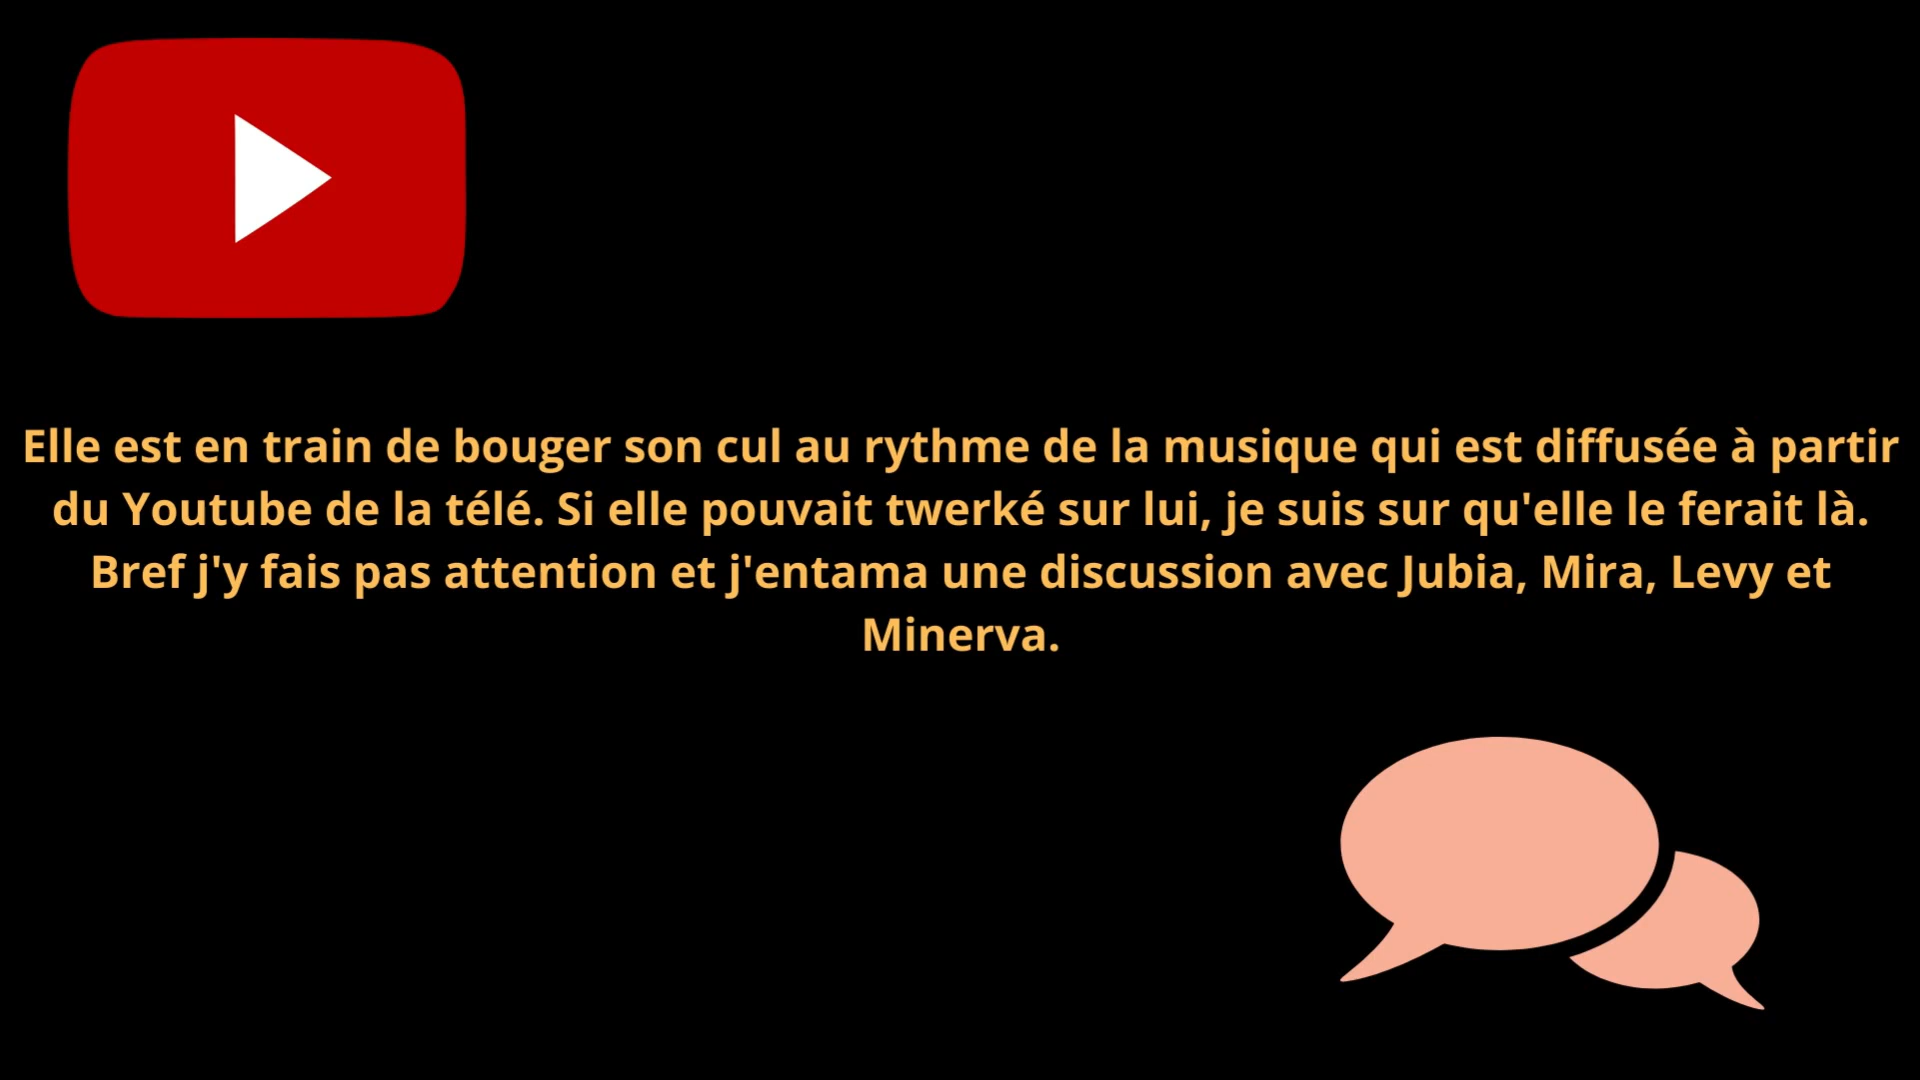 Elle est en train de bouger son cul au rythme de la musique qui est diffusée à partir
du Youtube de la télé. Si elle pouvait twerké sur lui, je suis sur qu'elle le ferait là.
Bref j'y fais pas attention et j'entama une discussion avec Jubia, Mira, Levy et
Minerva.